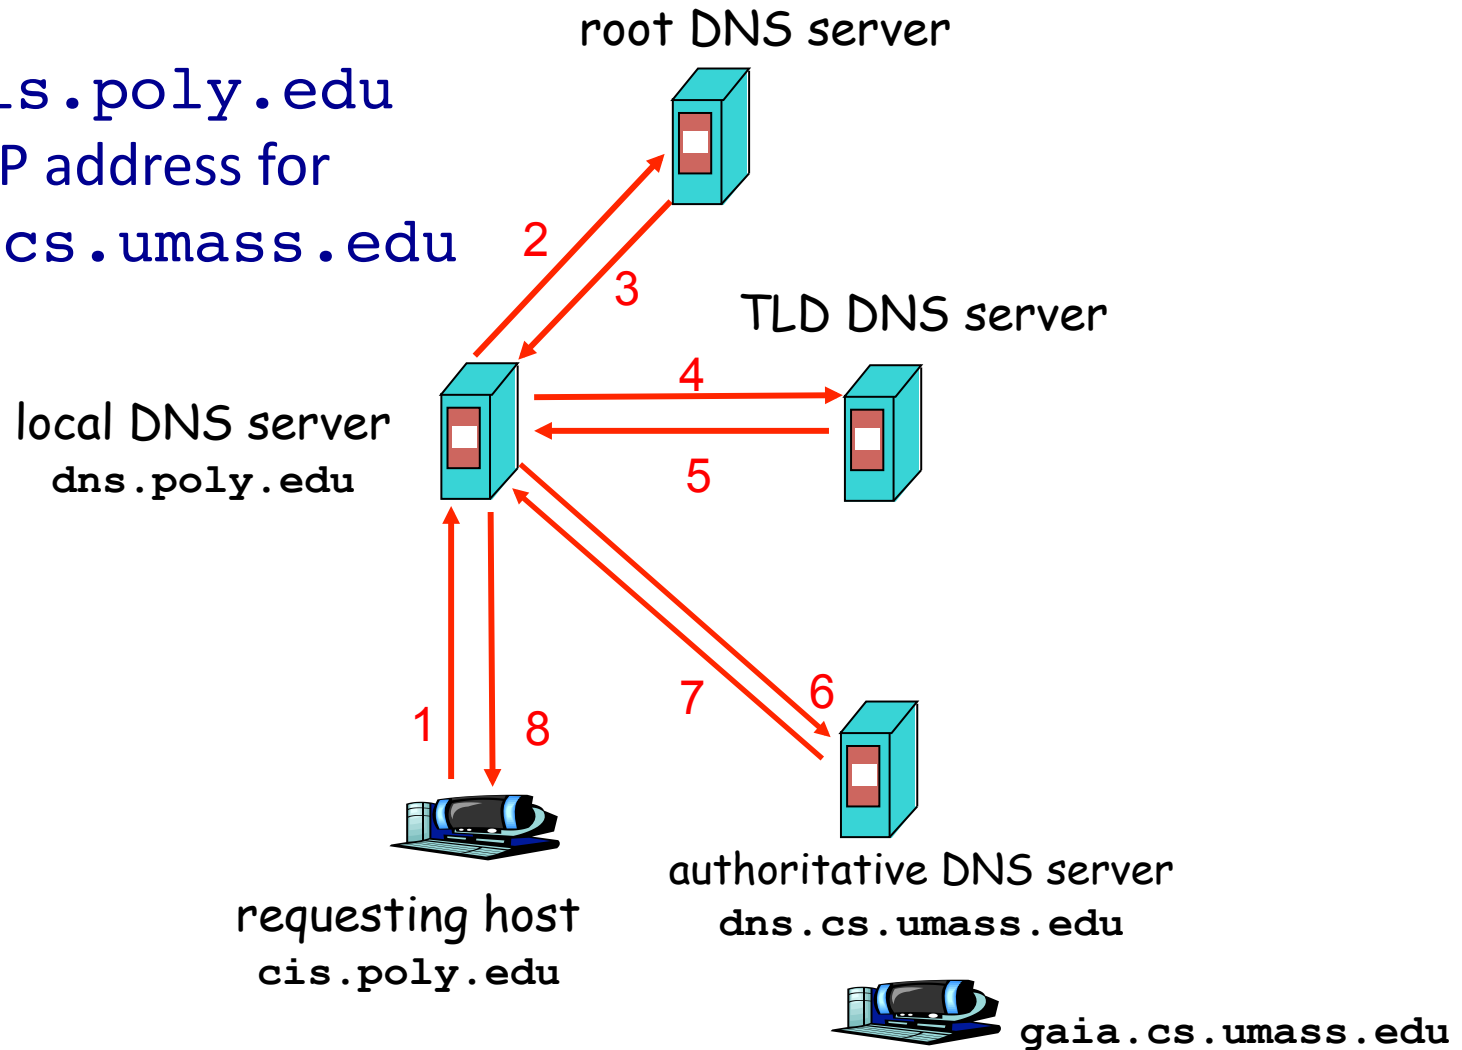 root DNS server
is.poly.edu
P address for
cs.umass.edu
2
3
TLD DNS server
4
local DNS server
dns.poly.edu
5
7
6
1
8
authoritative DNS server
requesting host
dns.cs.umass.edu
cis.poly.edu
gaia.cs.umass.edu